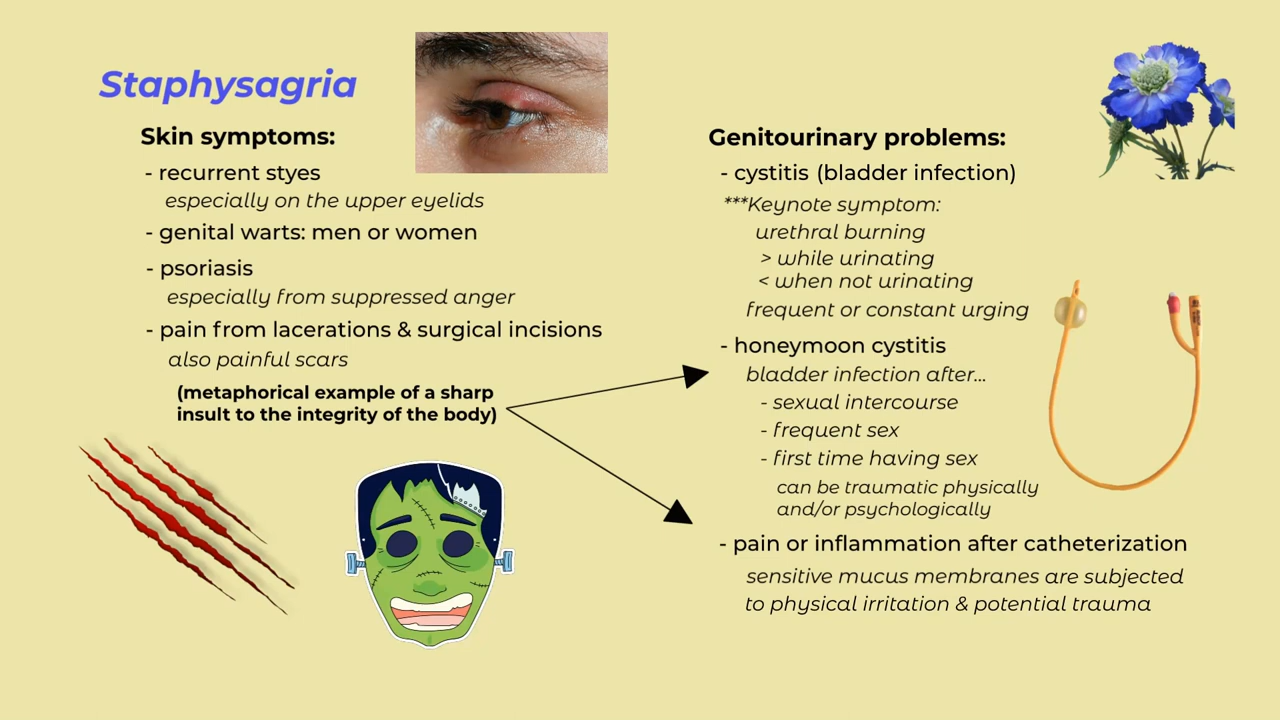 Staphysagria
Skin symptoms:
- recurrent styes
especially on the upper eyelids
- genital warts: men or women
- psoriasis
especially from suppressed anger
- pain from lacerations & surgical incisions
also painful scars
(metaphorical example of a sharp
insult to the integrity of the body)
Genitourinary problems:
- cystitis (bladder infection)
***Keynote symptom:
urethral burning
> while urinating
< when not urinating
frequent or constant urging
- honeymoon cystitis
bladder infection after...
- sexual intercourse
- frequent sex
- first time having sex
can be traumatic physically
and/or psychologically
- pain or inflammation after catheterization
sensitive mucus membranes are subjected
to physical irritation & potential trauma